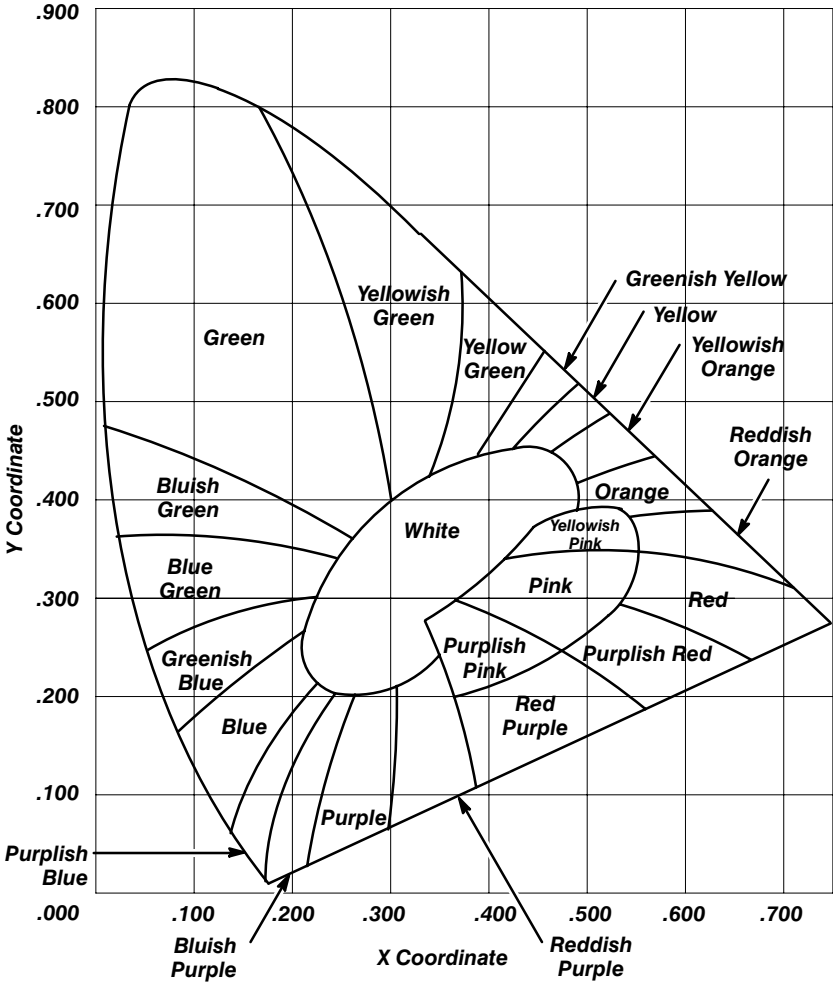 .900
.800
.700
.600
.500
.400
.300
.200
.100
.000
Y Coordinate
Greenish Yellow
Yellow
Yellowish
Orange
Reddish
Orange
Yellowish
Green
Green
Yellow
Green
Bluish
Green
Orange
White
Yellowish
Pink
Blue
Green
Pink
Red
Greenish
Blue
Purplish
Pink
Purplish Red
Blue
Red
Purple
Purple
Purplish
Blue
.100
.200
.300
.400
.500
.600
.700
Bluish
Purple
X Coordinate
Reddish
Purple